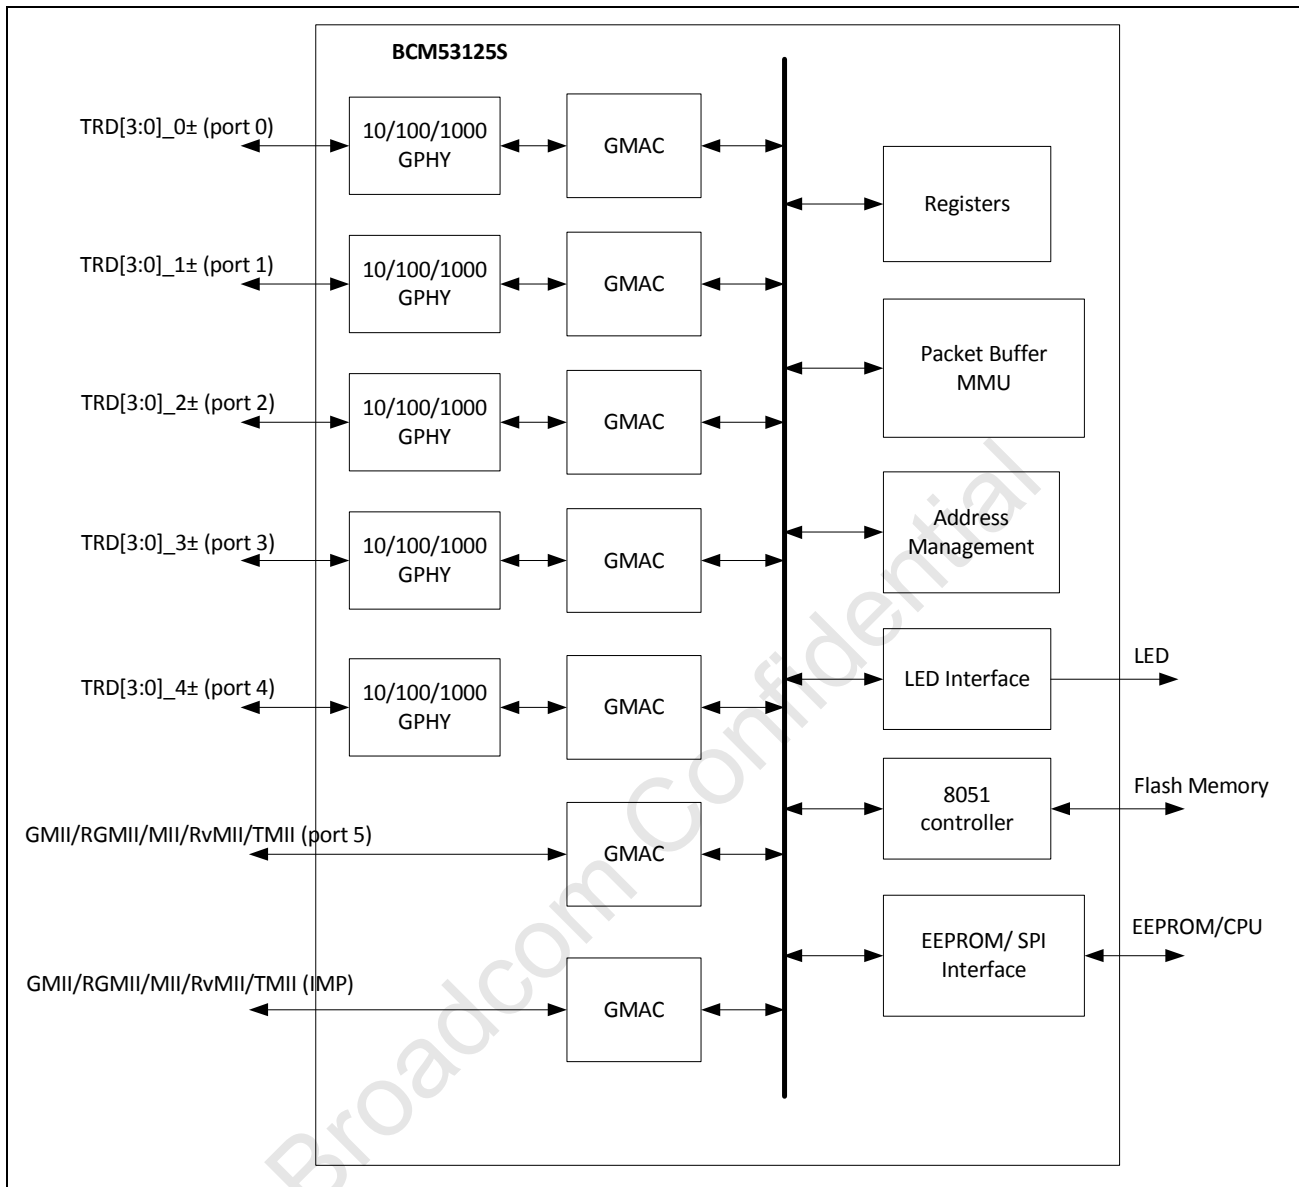 BCM53125S
TRD[3:0]_0± (port 0)
10/100/1000
GPHY
GMAC
TRD[3:0]_1± (port 1)
10/100/1000
GPHY
GMAC
TRD[3:0]_2± (port 2)
10/100/1000
GPHY
GMAC
TRD[3:0]_3± (port 3)
10/100/1000
GPHY
GMAC
TRD[3:0]_4± (port 4)
10/100/1000
GPHY
GMAC
GMII/RGMII/MII/RvMII/TMII (port 5)
GMAC
GMII/RGMII/MII/RvMII/TMII (IMP)
GMAC
Registers
Packet Buffer
MMU
Address
Management
LED Interface
LED
8051
controller
Flash Memory
EEPROM/ SPI
Interface
EEPROM/CPU
Broadcom Confidential